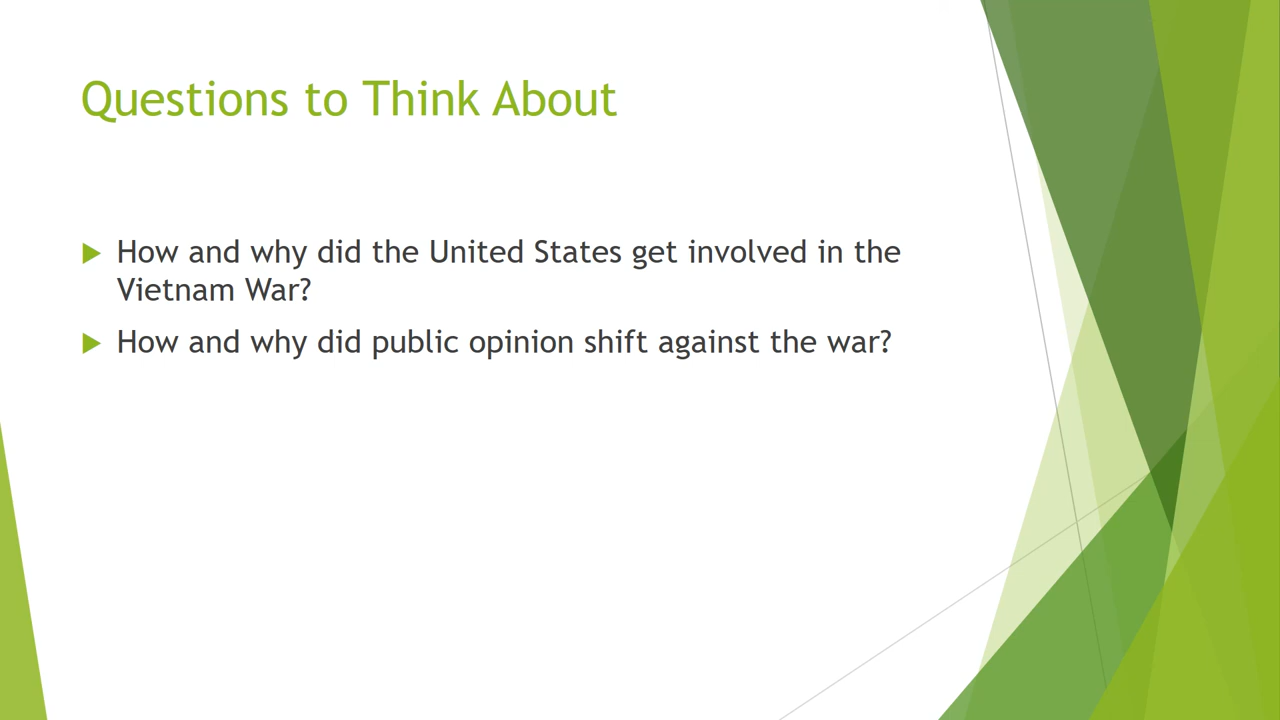 Questions to Think About
How and why did the United States get involved in the
Vietnam War?
How and why did public opinion shift against the war?